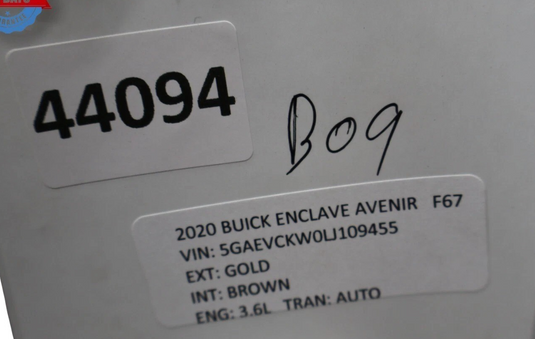 44094
B09
2020 BUICK ENCLAVE AVENIR F67
VIN: 5GAEVCKW0LJ109455
EXT: GOLD
INT: BROWN
ENG: 3.6L TRAN: AUTO